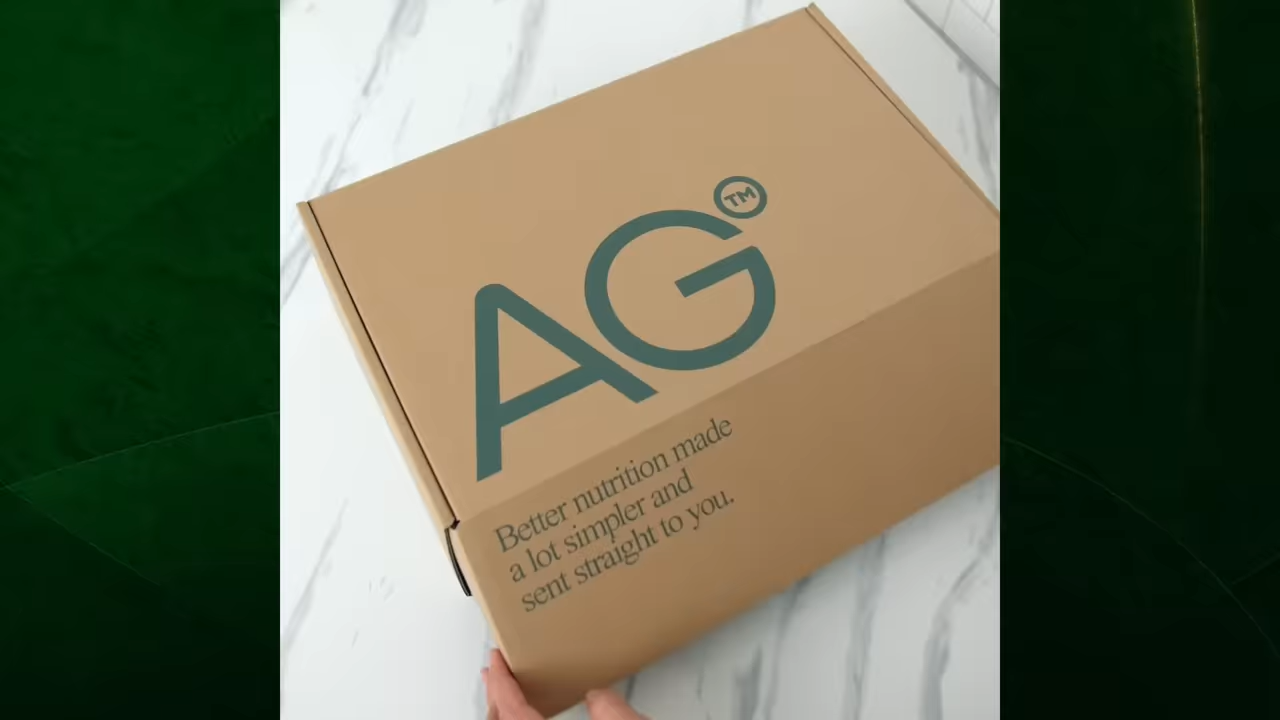 AG™
Better nutrition made
a lot simpler and
sent straight to you.